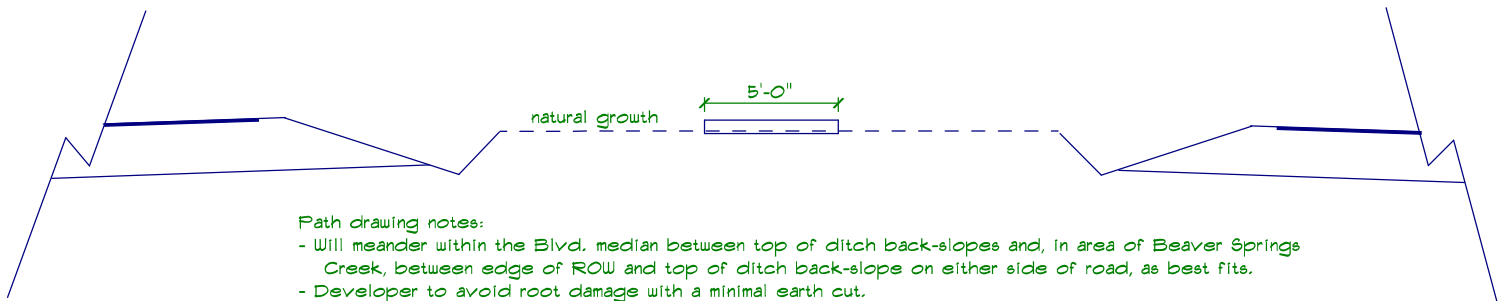 5'-0"
natural growth
Path drawing notes:
- Will meander within the Blvd. median between top of ditch back-slopes and, in area of Beaver Springs
Creek, between edge of ROW and top of ditch back-slope on either side of road, as best fits.
- Developer to avoid root damage with a minimal earth cut.